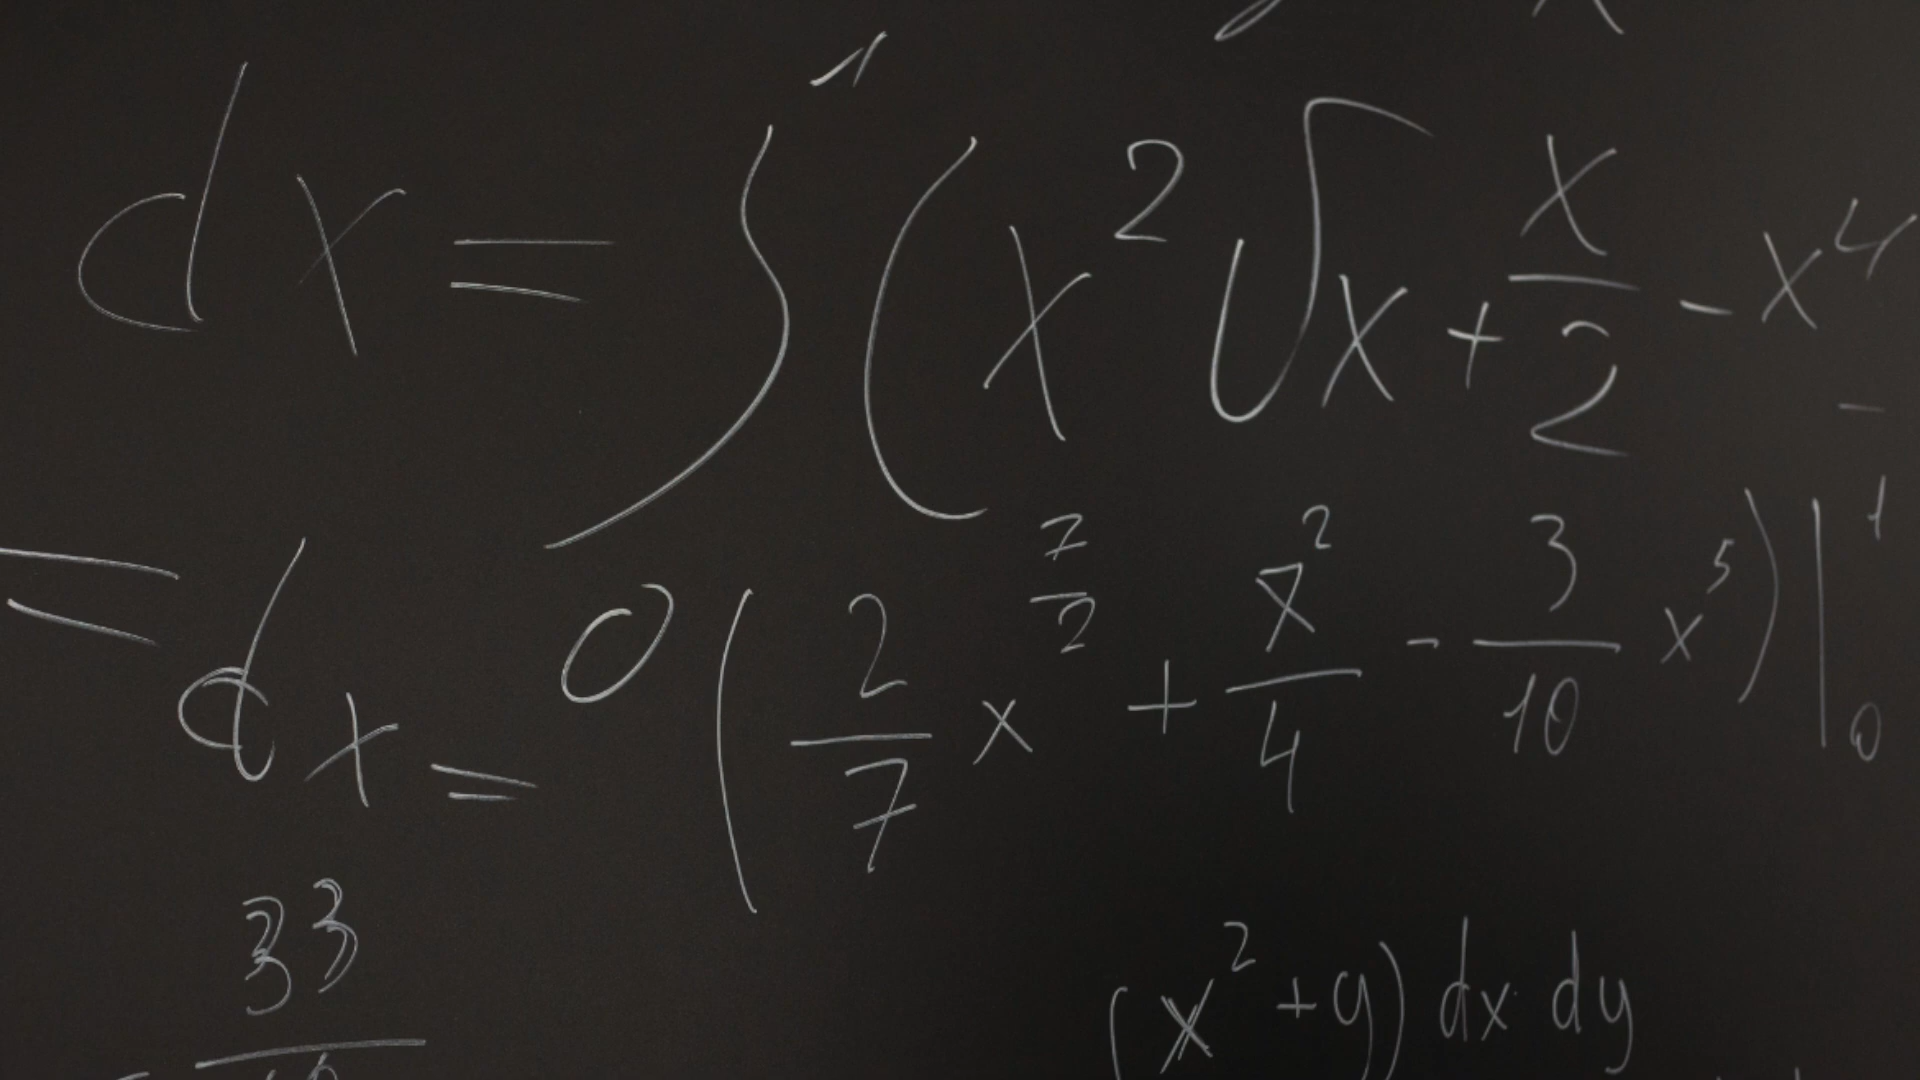 dx = ∫₀¹ (x²√x + x/2 - x⁴ -
= dx = (2/7 x^(7/2) + x²/4 - 3/10 x⁵)|₀¹
33
(x² + y) dx dy